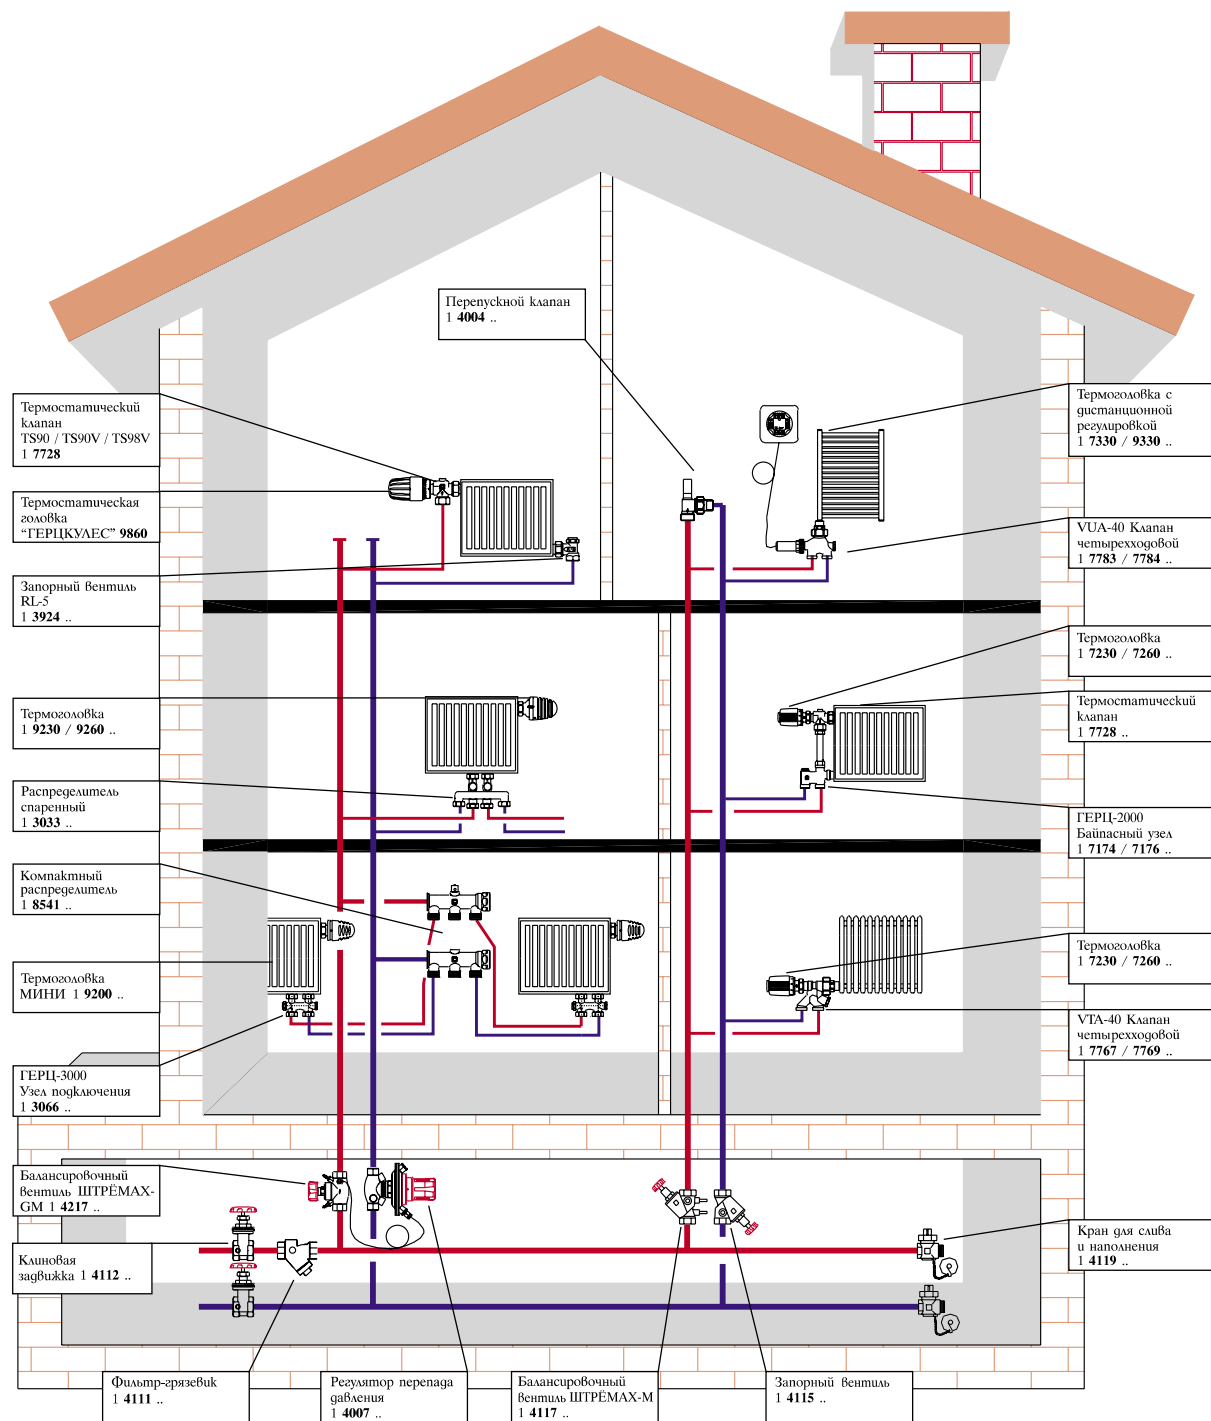 Перепускной клапан
1 4004 ..
Термостатический
клапан
TS90 / TS90V / TS98V
1 7728
Термостатическая
головка
“ГЕРЦКУЛЕС” 9860
Запорный вентиль
RL-5
1 3924 ..
Термоголовка
1 9230 / 9260 ..
Распределитель
спаренный
1 3033 ..
Компактный
распределитель
1 8541 ..
Термоголовка
МИНИ 1 9200 ..
ГЕРЦ-3000
Узел подключения
1 3066 ..
Балансировочный
вентиль ШТРЁМАХ-
GM 1 4217 ..
Клиновая
задвижка 1 4112 ..
Термоголовка с
дистанционной
регулировкой
1 7330 / 9330 ..
VUA-40 Клапан
четырехходовой
1 7783 / 7784 ..
Термоголовка
1 7230 / 7260 ..
Термостатический
клапан
1 7728 ..
ГЕРЦ-2000
Байпасный узел
1 7174 / 7176 ..
Термоголовка
1 7230 / 7260 ..
VTA-40 Клапан
четырехходовой
1 7767 / 7769 ..
Кран для слива
и наполнения
1 4119 ..
Фильтр-грязевик
1 4111 ..
Регулятор перепада
давления
1 4007 ..
Балансировочный
вентиль ШТРЁМАХ-М
1 4117 ..
Запорный вентиль
1 4115 ..